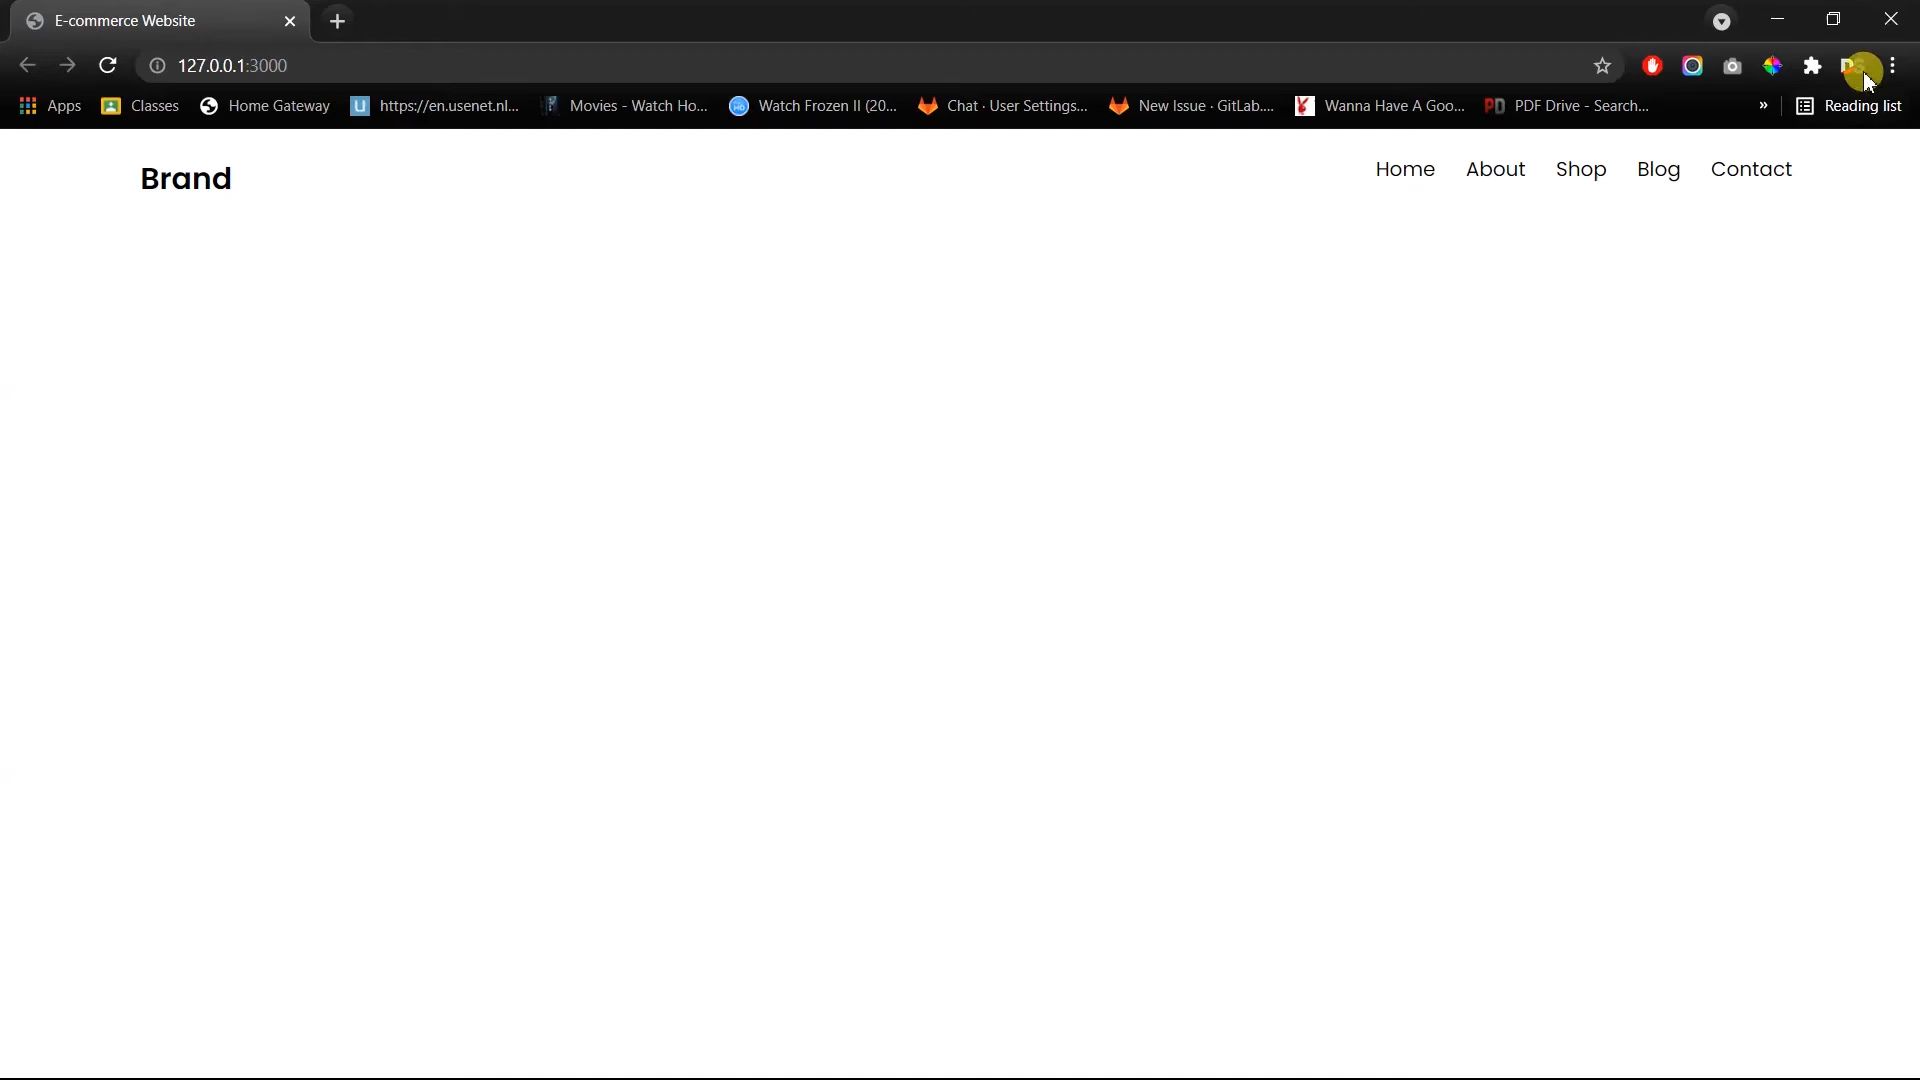 E-commerce Website
127.0.0.1:3000
Apps Classes Home Gateway https://en.usenet.nl... Movies - Watch Ho... Watch Frozen II (20... Chat · User Settings... New Issue · GitLab.... Wanna Have A Goo... PDF Drive - Search... » Reading list
Brand Home About Shop Blog Contact